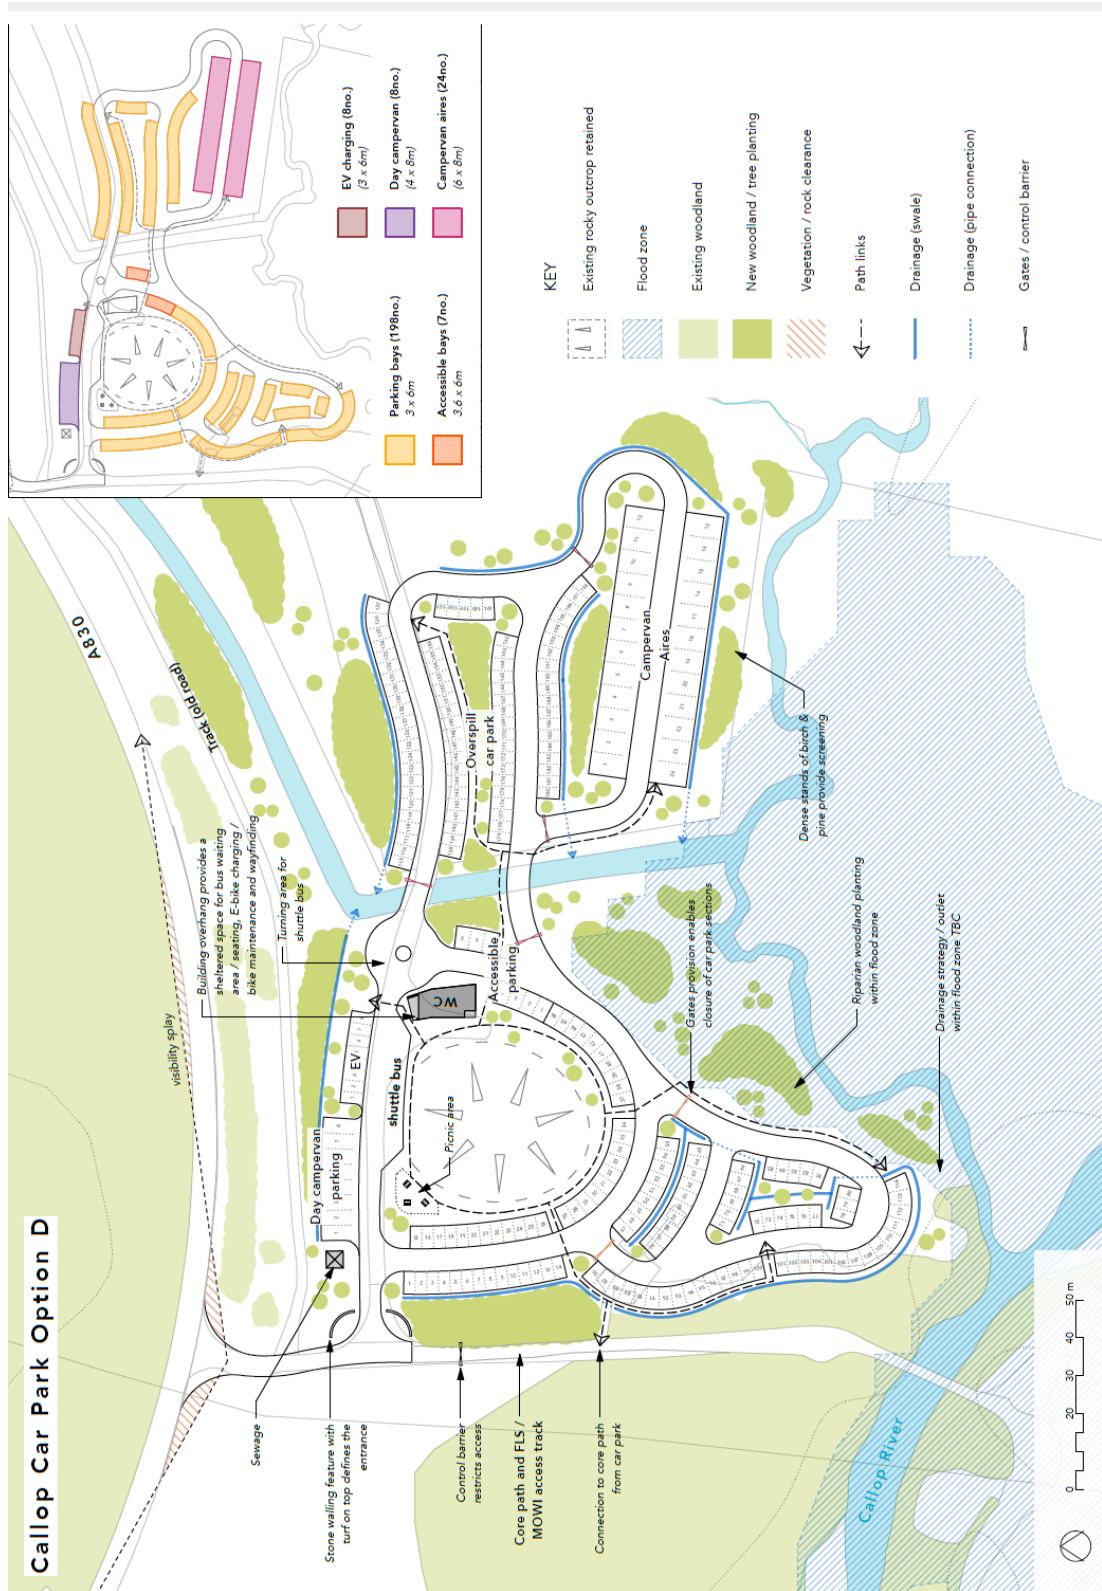 Callop Car Park Option D
EV charging (8no.)
(3 x 6m)
Day campervan (8no.)
(4 x 8m)
Campervan aires (24no.)
(6 x 8m)
Parking bays (198no.)
3 x 6m
Accessible bays (7no.)
3.6 x 6m
KEY
Existing rocky outcrop retained
Flood zone
Existing woodland
New woodland / tree planting
Vegetation / rock clearance
Path links
Drainage (swale)
Drainage (pipe connection)
Gates / control barrier
A830
Track (old road)
visibility splay
Building overhang provides a
sheltered space for bus waiting
area / seating, E-bike charging /
bike maintenance and wayfinding
Turning area for
shuttle bus
Day campervan
parking
EV
shuttle bus
WC
Picnic area
Accessible
parking
Overspill
car park
Campervan
Aires
Gates provision enables
closure of car park sections
Dense stands of birch &
pine provide screening
Riparian woodland planting
within flood zone
Drainage strategy / outlet
within flood zone TBC
Sewage
Stone walling feature with
turf on top defines the
entrance
Control barrier
restricts access
Core path and FLS /
MOWI access track
Connection to core path
from car park
Callop River
0 10 20 30 40 50 m